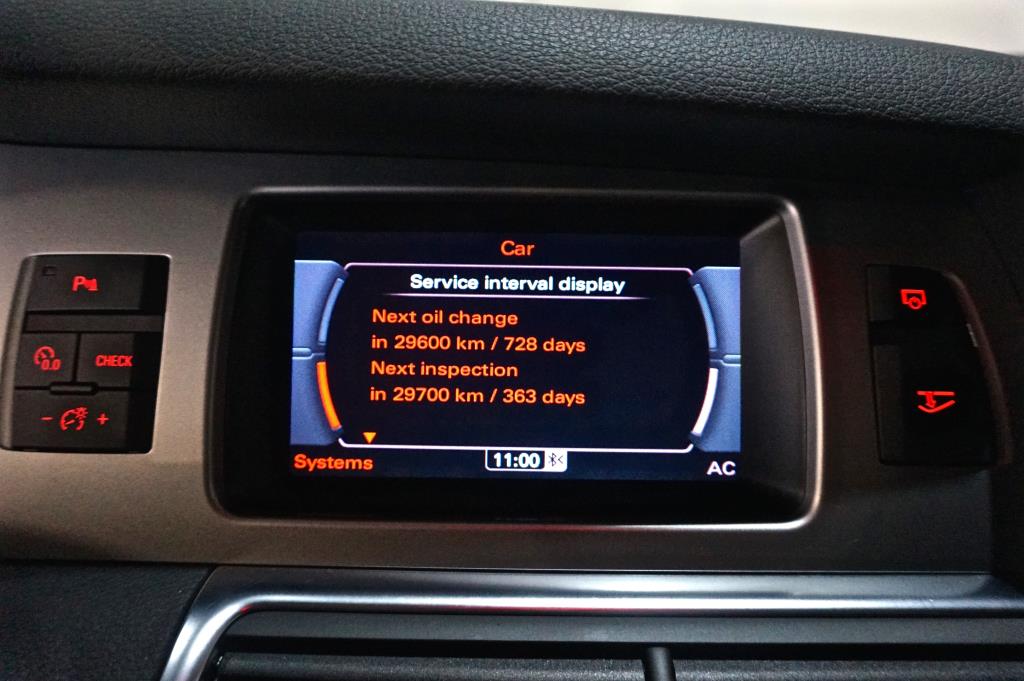 Car
Service interval display
Next oil change
in 29600 km / 728 days
Next inspection
in 29700 km / 363 days
Systems
11:00
AC
P
0.0
CHECK
- +